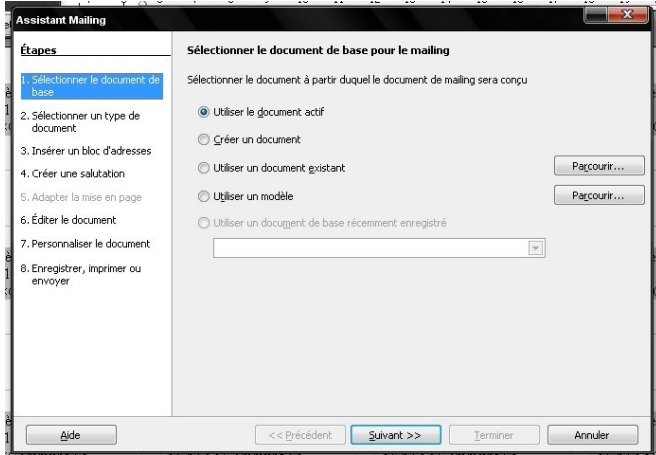 Assistant Mailing
Étapes
1. Sélectionner le document de
base
2. Sélectionner un type de
document
3. Insérer un bloc d'adresses
4. Créer une salutation
5. Adapter la mise en page
6. Éditer le document
7. Personnaliser le document
8. Enregistrer, imprimer ou
envoyer
Sélectionner le document de base pour le mailing
Sélectionner le document à partir duquel le document de mailing sera conçu
Utiliser le document actif
Créer un document
Utiliser un document existant
Parcourir...
Utiliser un modèle
Parcourir...
Utiliser un document de base récemment enregistré
Aide
<< Précédent
Suivant >>
Terminer
Annuler